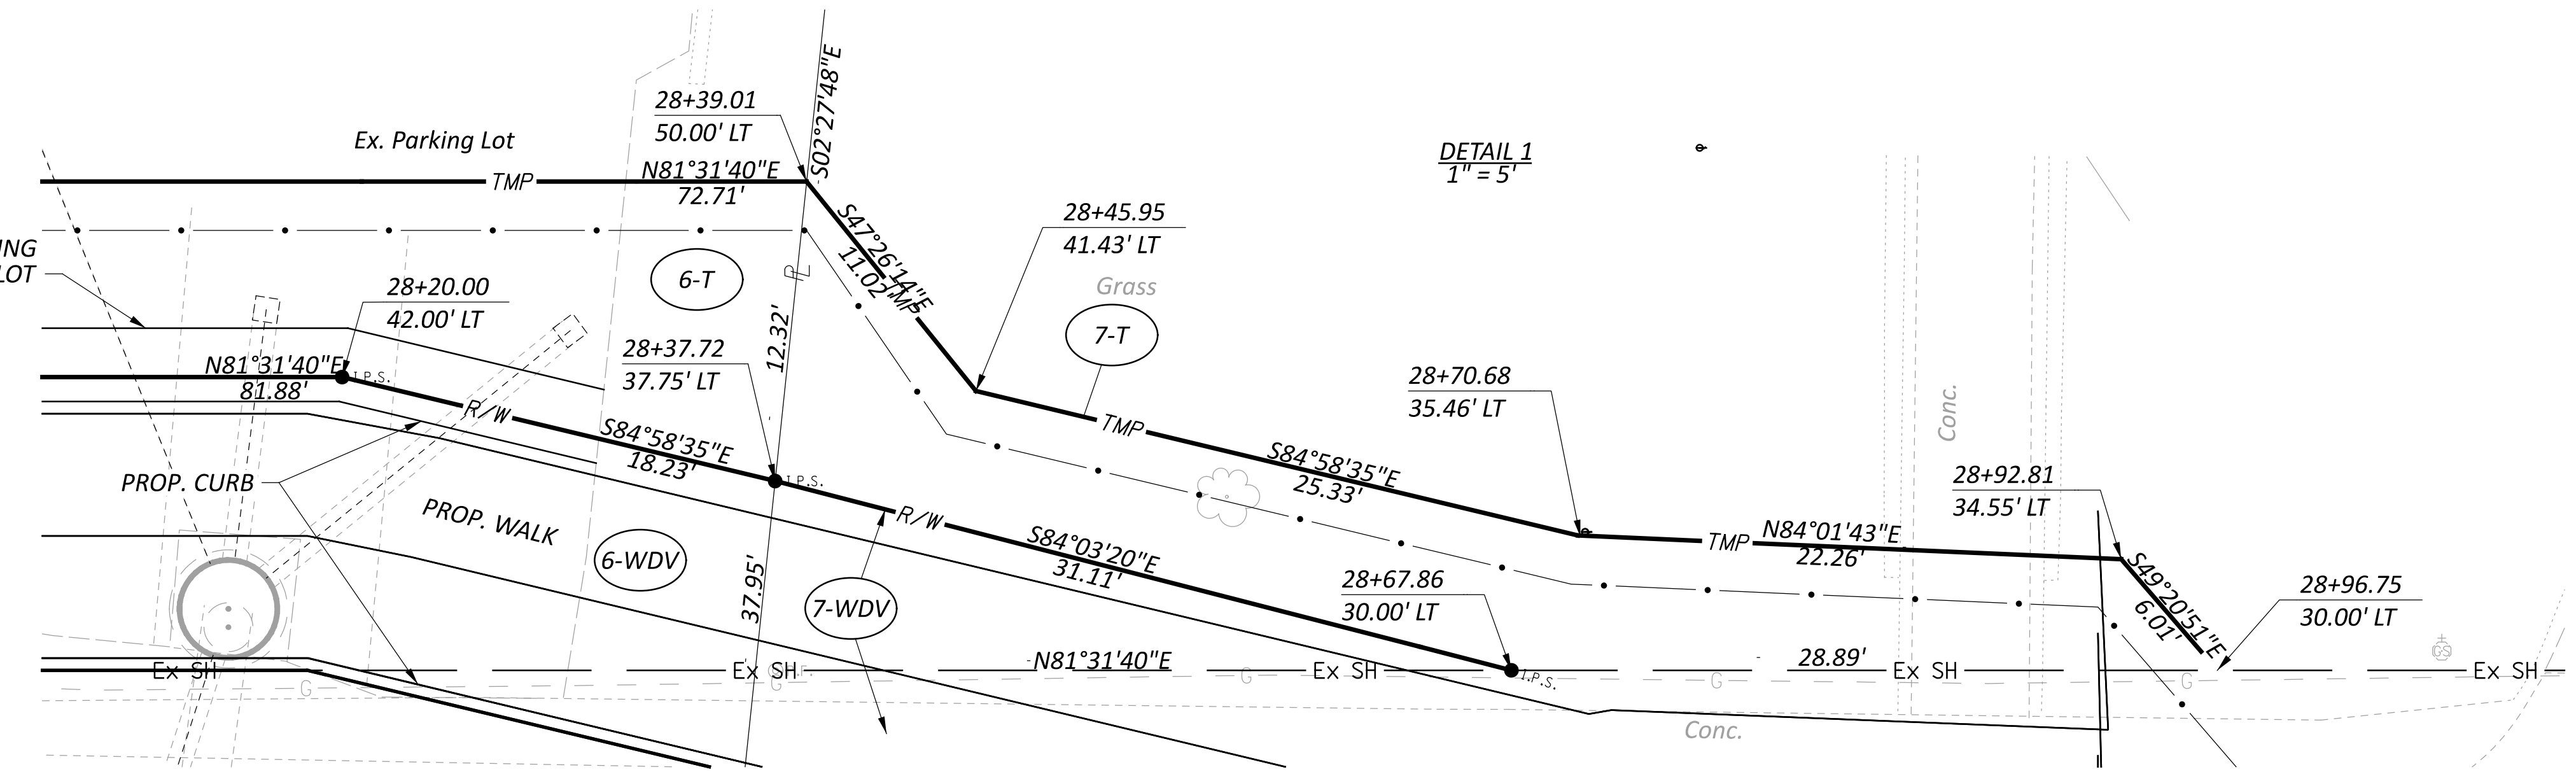 28+39.01
50.00' LT
S02°27'48"E
Ex. Parking Lot
TMP
N81°31'40"E
72.71'
DETAIL 1
1" = 5'
S47°26'14"E
11.02'
TMP
28+45.95
41.43' LT
Grass
7-T
ING
LOT
6-T
28+20.00
42.00' LT
28+37.72
37.75' LT
12.32'
N81°31'40"E
81.88'
I.P.S.
R/W
S84°58'35"E
18.23'
I.P.S.
TMP
S84°58'35"E
25.33'
28+70.68
35.46' LT
Conc.
28+92.81
34.55' LT
PROP. CURB
PROP. WALK
6-WDV
37.95'
7-WDV
R/W
S84°03'20"E
31.11'
28+67.86
30.00' LT
TMP
N84°01'43"E
22.26'
S49°20'51"E
6.01'
28+96.75
30.00' LT
GS
Ex SH
Ex SH
N81°31'40"E
Ex SH
28.89'
Ex SH
Ex SH
I.P.S.
G
G
G
G
G
Conc.